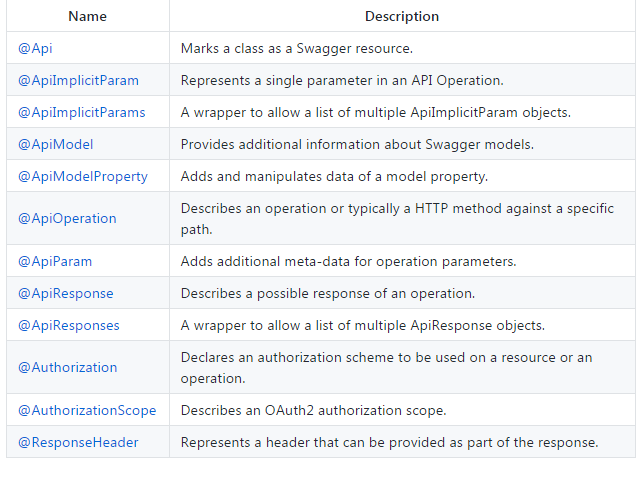 Name Description
@Api Marks a class as a Swagger resource.
@ApiImplicitParam Represents a single parameter in an API Operation.
@ApiImplicitParams A wrapper to allow a list of multiple ApiImplicitParam objects.
@ApiModel Provides additional information about Swagger models.
@ApiModelProperty Adds and manipulates data of a model property.
@ApiOperation Describes an operation or typically a HTTP method against a specific
path.
@ApiParam Adds additional meta-data for operation parameters.
@ApiResponse Describes a possible response of an operation.
@ApiResponses A wrapper to allow a list of multiple ApiResponse objects.
@Authorization Declares an authorization scheme to be used on a resource or an
operation.
@AuthorizationScope Describes an OAuth2 authorization scope.
@ResponseHeader Represents a header that can be provided as part of the response.